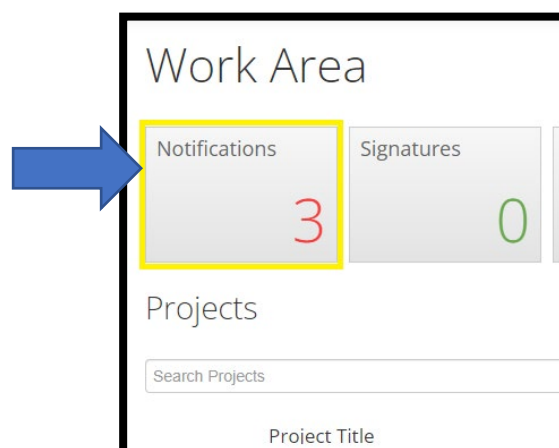 Work Area
Notifications
Signatures
3
0
Projects
Search Projects
Project Title